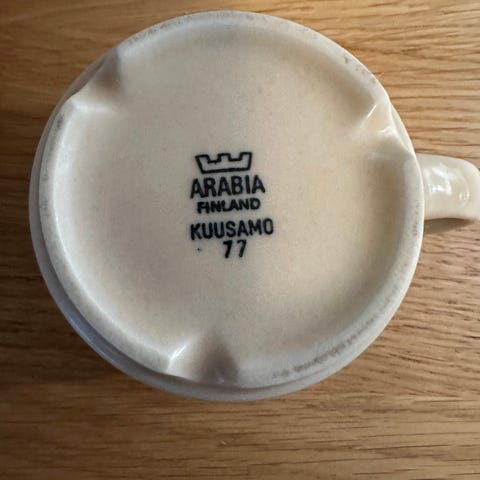 ARABIA
FINLAND
KUUSAMO
77